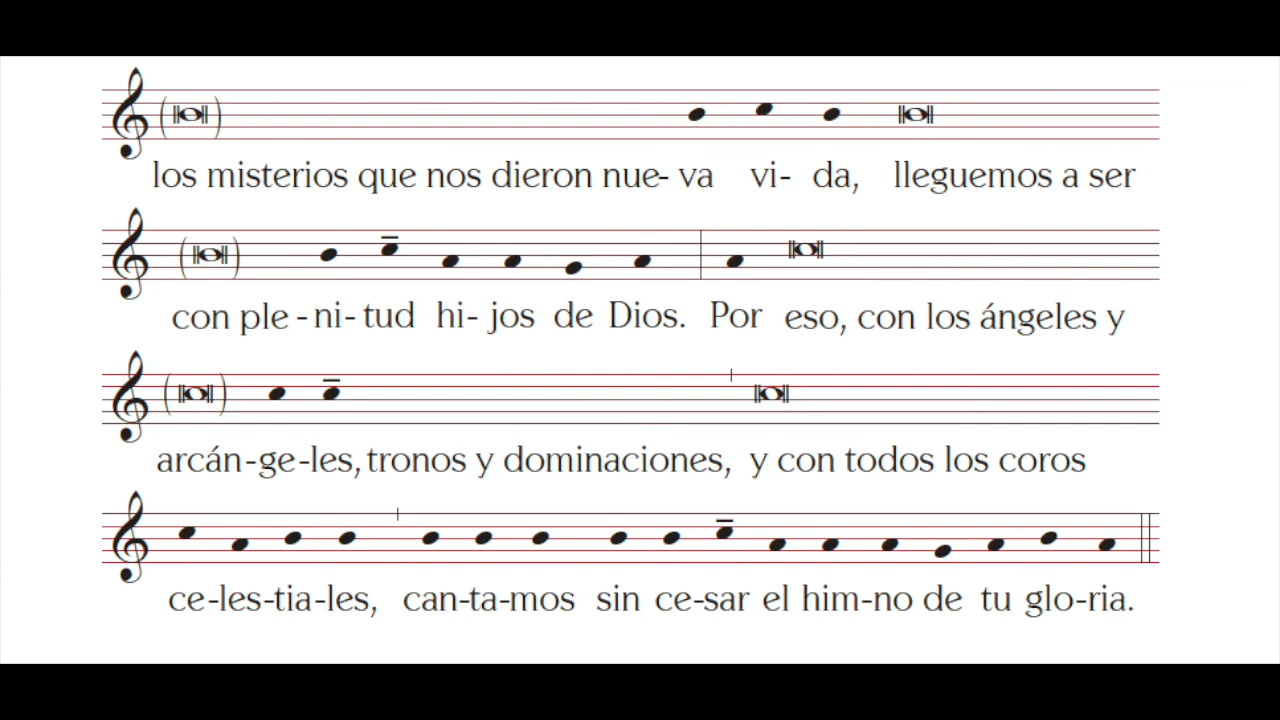 los misterios que nos dieron nue- va vi- da, lleguemos a ser
con ple - ni- tud hi- jos de Dios. Por eso, con los ángeles y
arcán-ge-les, tronos y dominaciones, y con todos los coros
ce-les-tia-les, can-ta-mos sin ce-sar el him-no de tu glo-ria.